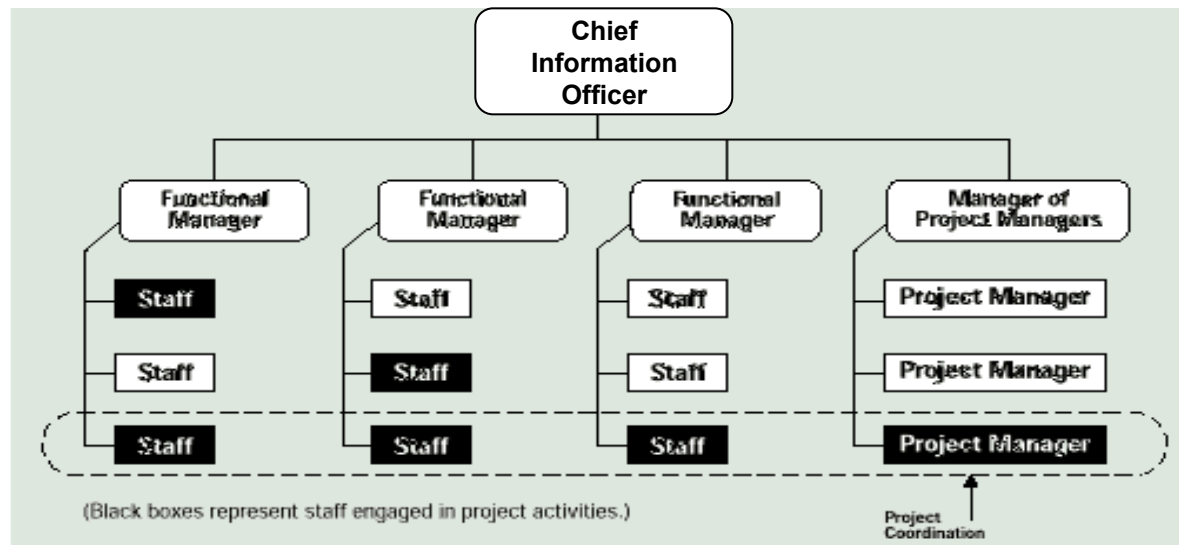 Chief
Information
Officer
Functional
Manager
Functional
Manager
Functional
Manager
Manager of
Project Managers
Staff
Staff
Staff
Project Manager
Staff
Staff
Staff
Project Manager
Staff
Staff
Staff
Project Manager
(Black boxes represent staff engaged in project activities.)
Project
Coordination